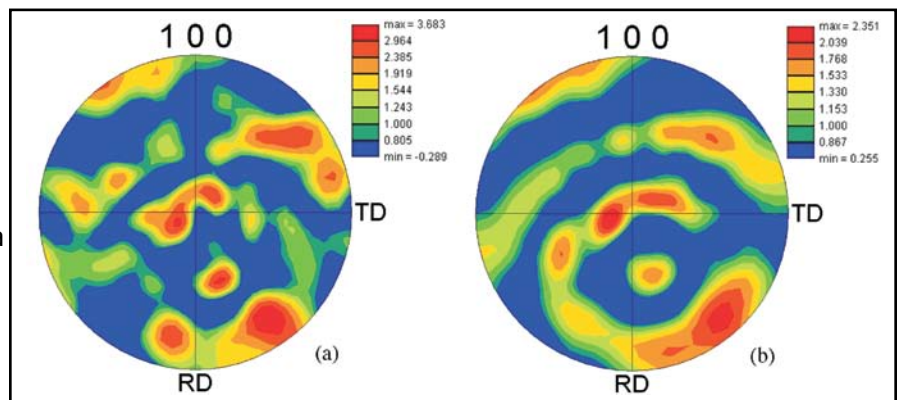 1 0 0
max = 3.683
2.964
2.385
1.919
1.544
1.243
1.000
0.805
min = -0.289
TD
RD
(a)
1 0 0
max = 2.351
2.039
1.768
1.533
1.330
1.153
1.000
0.867
min = 0.255
TD
RD
(b)